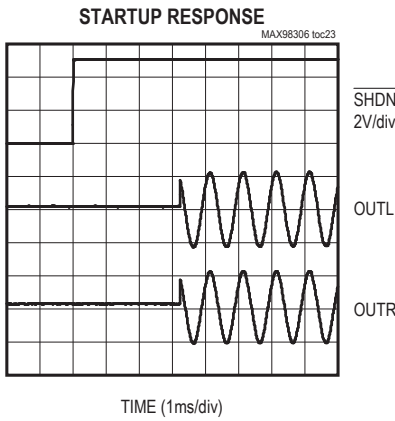 STARTUP RESPONSE
MAX98306 toc23
SHDN
2V/div
OUTL
OUTR
TIME (1ms/div)